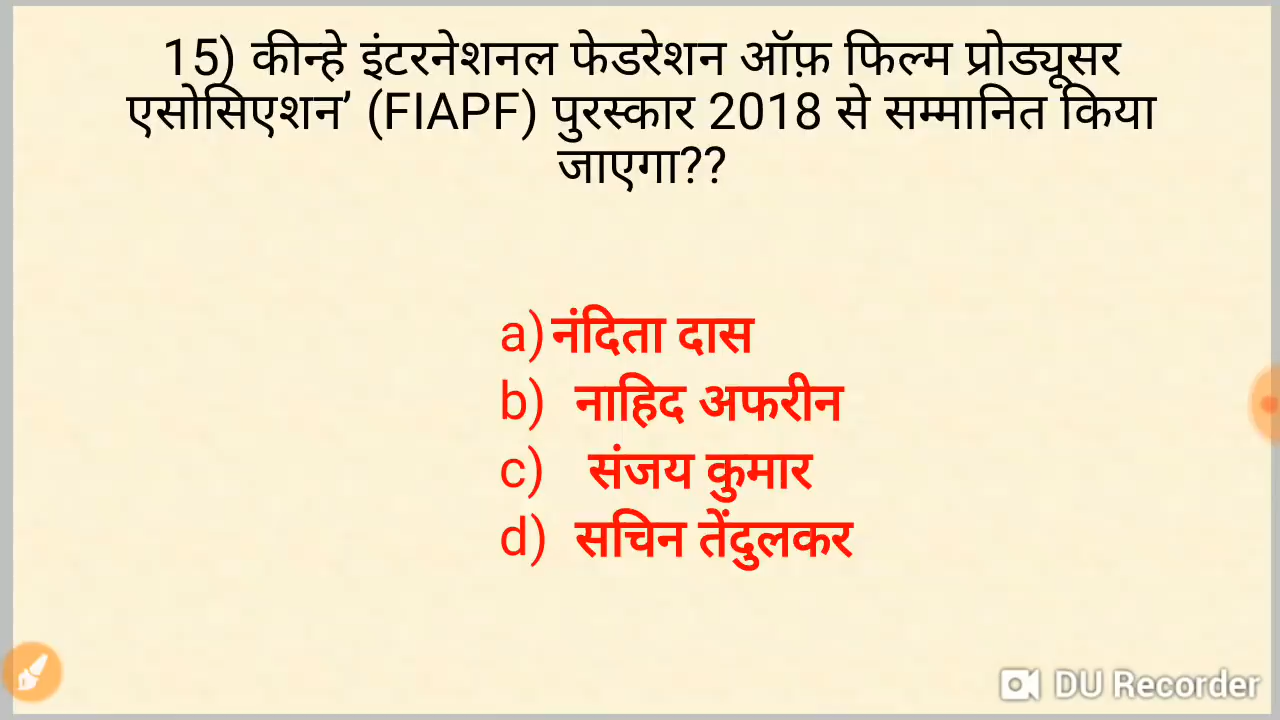 15) कीन्हे इंटरनेशनल फेडरेशन ऑफ़ फिल्म प्रोड्यूसर
एसोसिएशन’ (FIAPF) पुरस्कार 2018 से सम्मानित किया
जाएगा??
a) नंदिता दास
b) नाहिद अफरीन
c) संजय कुमार
d) सचिन तेंदुलकर
DU Recorder